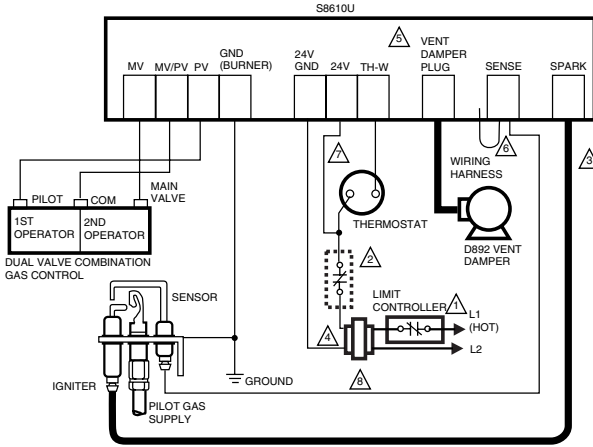 S8610U
MV
MV/PV
PV
GND
(BURNER)
24V
GND
24V
TH-W
5
VENT
DAMPER
PLUG
SENSE
SPARK
7
6
3
WIRING
HARNESS
PILOT
COM
MAIN
VALVE
1ST
OPERATOR
2ND
OPERATOR
DUAL VALVE COMBINATION
GAS CONTROL
THERMOSTAT
D892 VENT
DAMPER
2
SENSOR
LIMIT
CONTROLLER
1
L1
(HOT)
4
L2
8
IGNITER
GROUND
PILOT GAS
SUPPLY